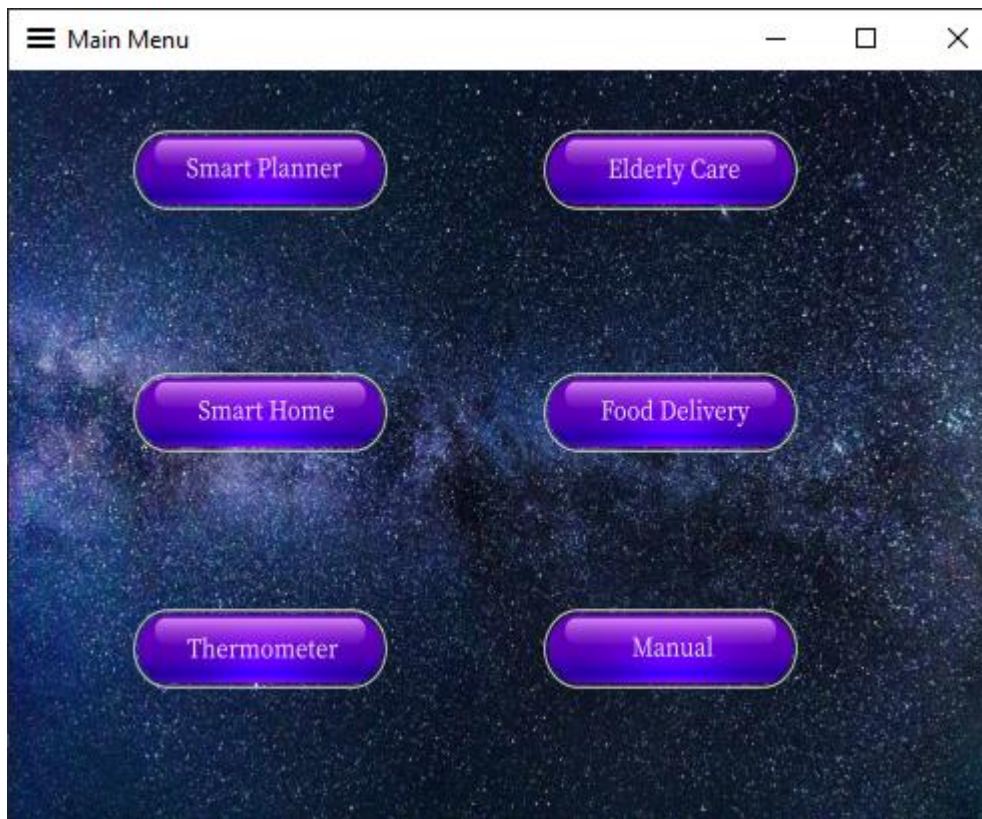 Main Menu
Smart Planner
Elderly Care
Smart Home
Food Delivery
Thermometer
Manual